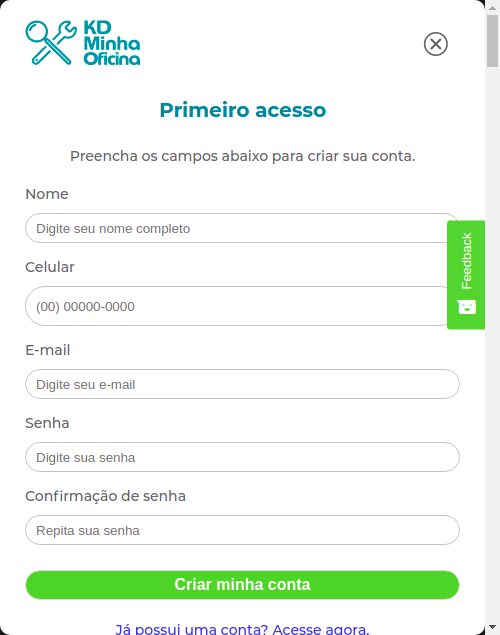 KD
Minha
Oficina
Primeiro acesso
Preencha os campos abaixo para criar sua conta.
Nome
Digite seu nome completo
Feedback
Celular
(00) 00000-0000
E-mail
Digite seu e-mail
Senha
Digite sua senha
Confirmação de senha
Repita sua senha
Criar minha conta
Já possui uma conta? Acesse agora.